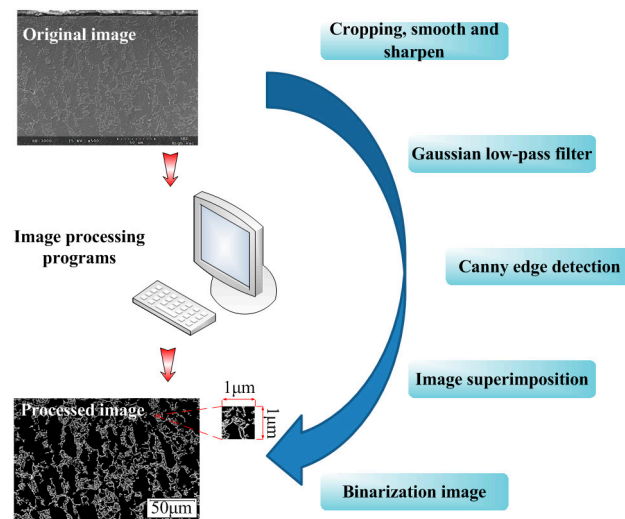 Original image
Cropping, smooth and
sharpen
Gaussian low-pass filter
Image processing
programs
Canny edge detection
Image superimposition
1μm
Processed image
1μm
50μm
Binarization image